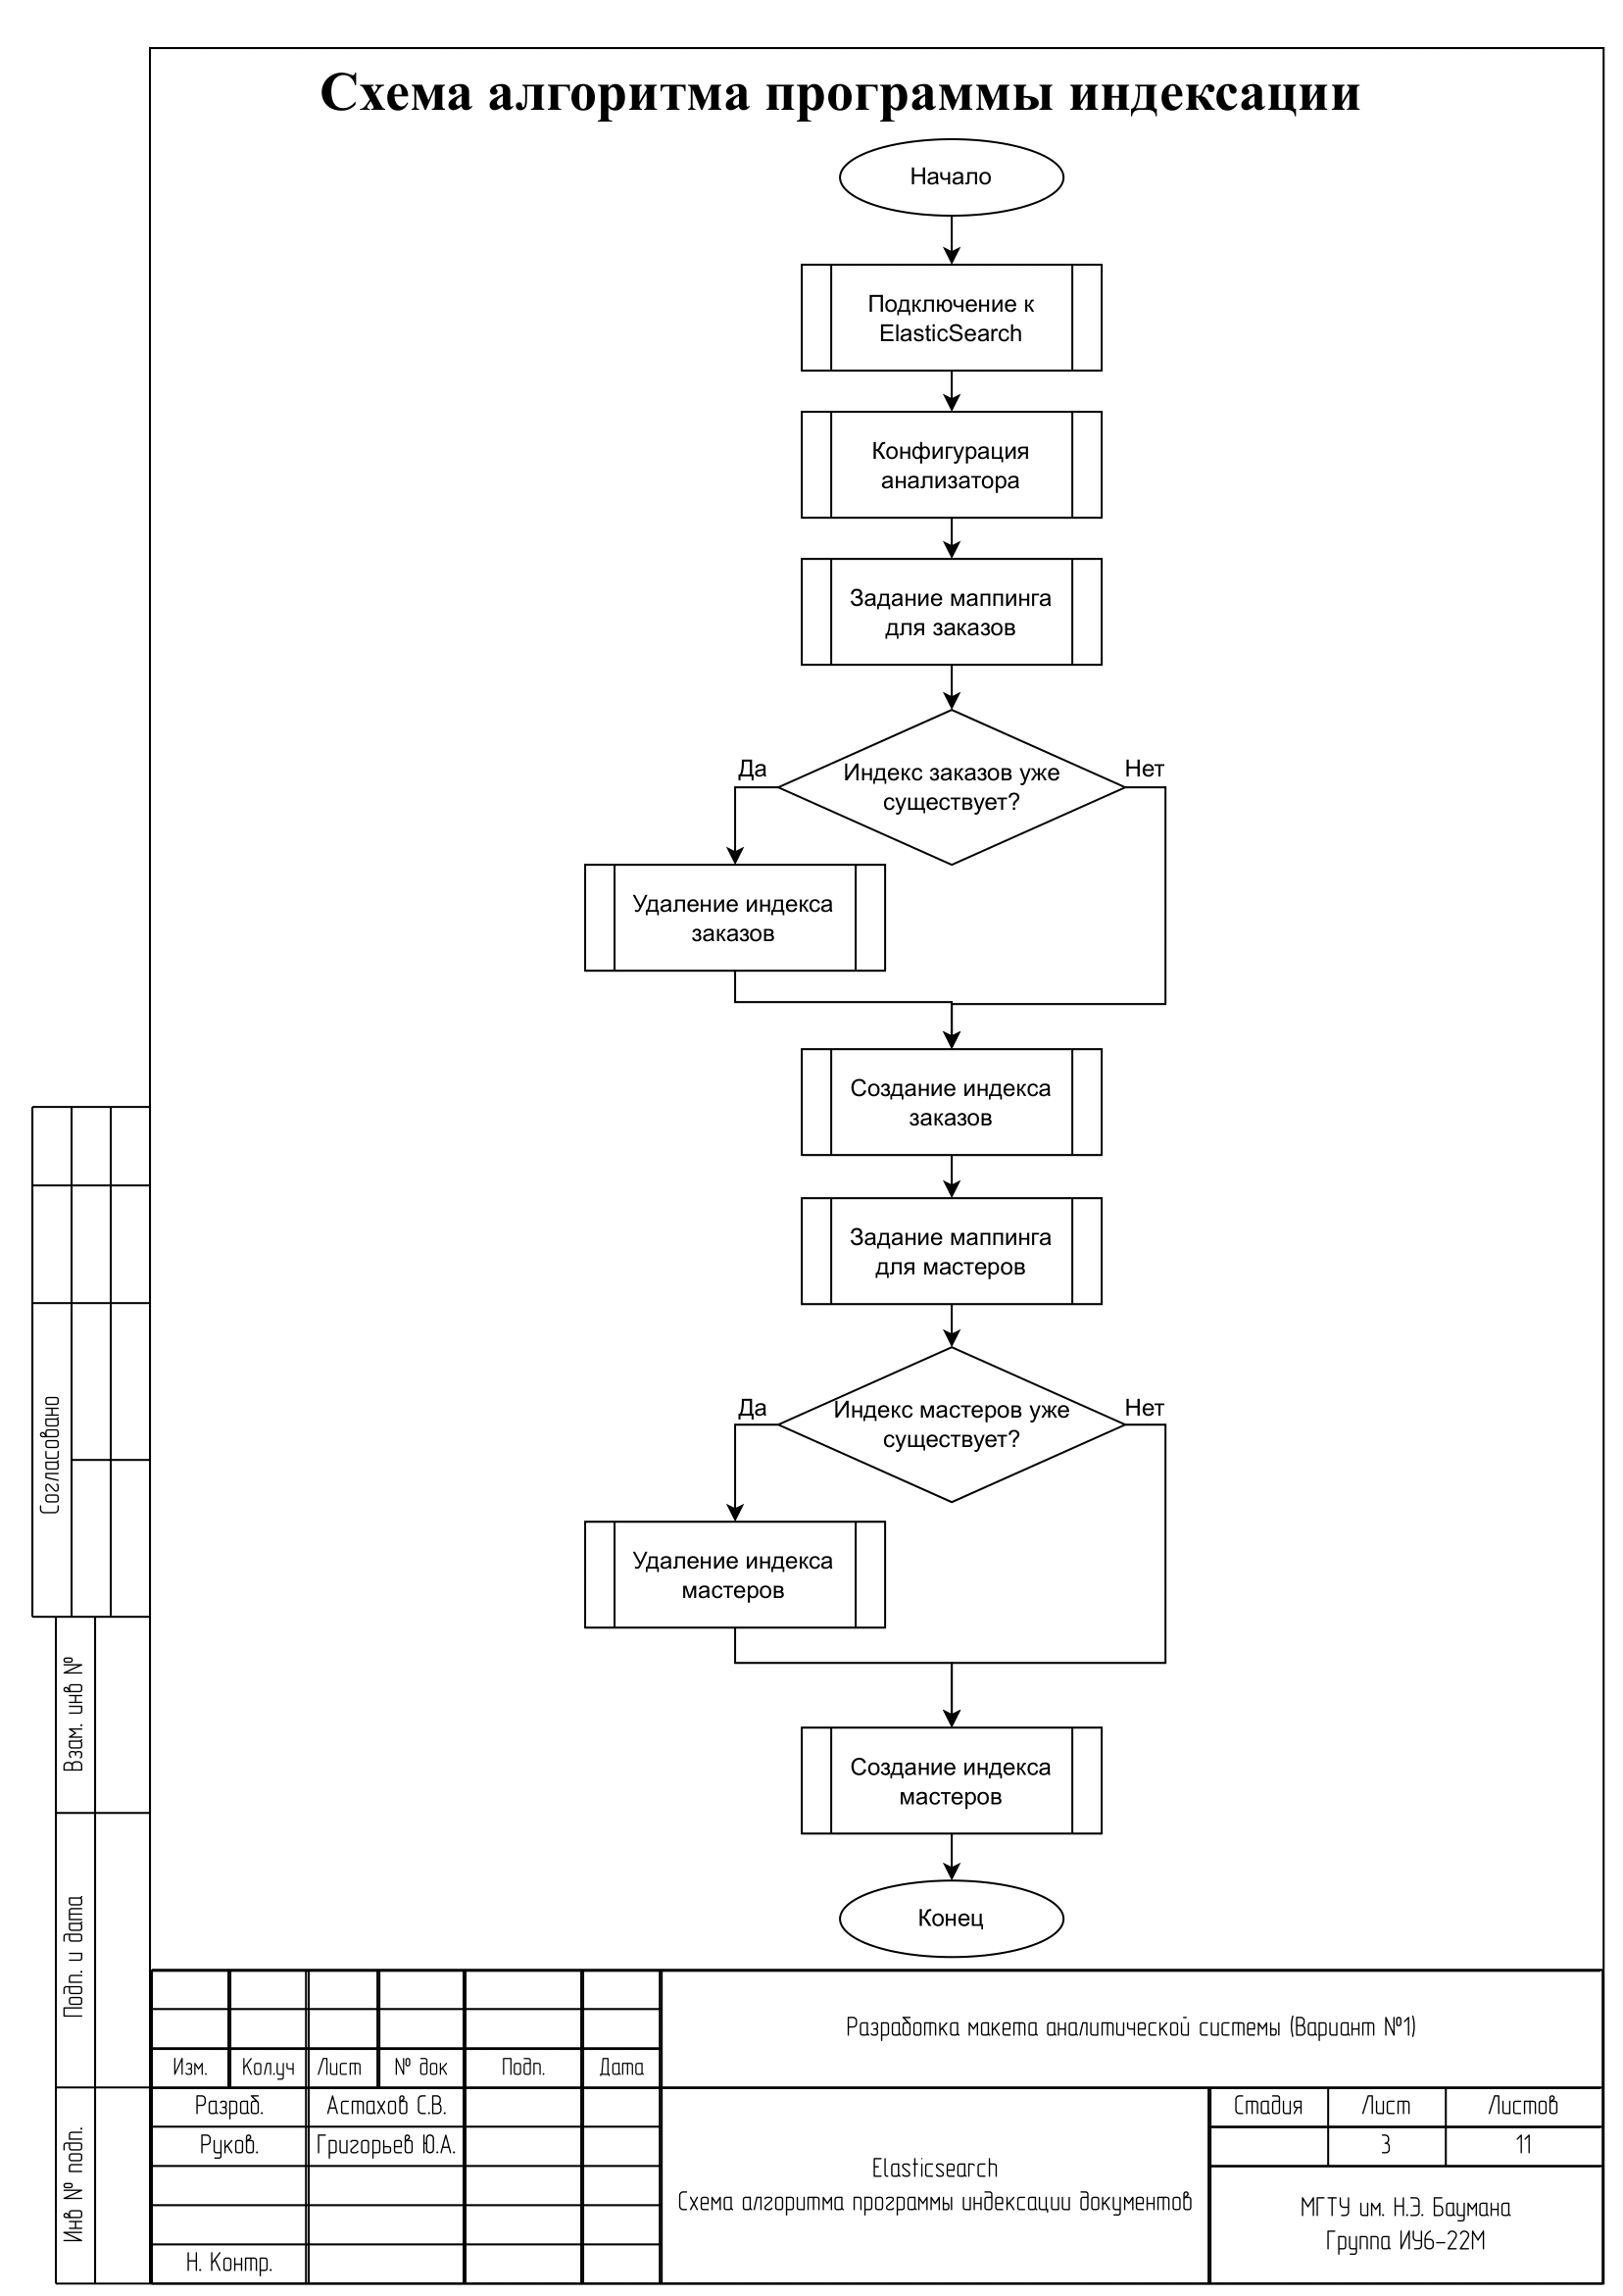 Схема алгоритма программы индексации
Начало
Подключение к
ElasticSearch
Конфигурация
анализатора
Задание маппинга
для заказов
Индекс заказов уже
существует?
Да
Нет
Удаление индекса
заказов
Создание индекса
заказов
Задание маппинга
для мастеров
Индекс мастеров уже
существует?
Да
Нет
Удаление индекса
мастеров
Создание индекса
мастеров
Конец
Согласовано
Взам. инв №
Подп. и дата
Инв № подп.
Изм. Кол.уч Лист № док Подп. Дата
Разраб. Астахов С.В.
Руков. Григорьев Ю.А.
Н. Контр.
Разработка макета аналитической системы (Вариант №1)
Elasticsearch
Схема алгоритма программы индексации документов
Стадия Лист Листов
3 11
МГТУ им. Н.Э. Баумана
Группа ИУ6-22М